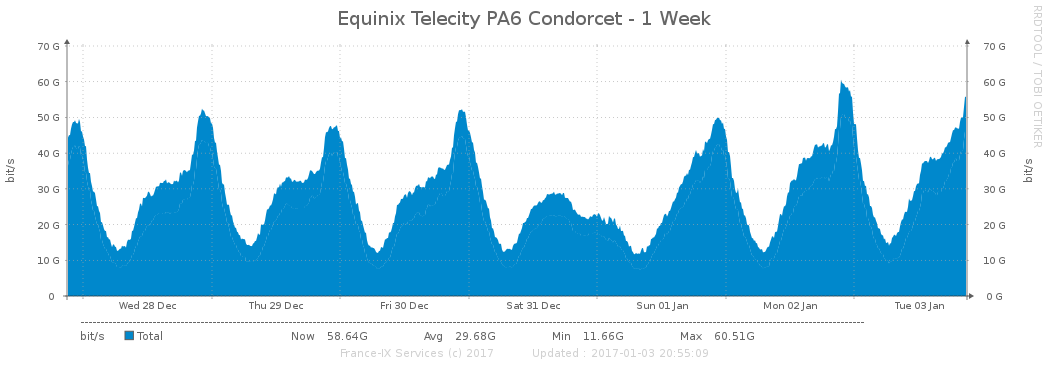 Equinix Telecity PA6 Condorcet - 1 Week
RRDTOOL / TOBI OETIKER
70 G 70 G
60 G 60 G
50 G 50 G
40 G 40 G
30 G 30 G
20 G 20 G
10 G 10 G
0 0 G
bit/s
bit/s
Wed 28 Dec Thu 29 Dec Fri 30 Dec Sat 31 Dec Sun 01 Jan Mon 02 Jan Tue 03 Jan
bit/s Total Now 58.64G Avg 29.68G Min 11.66G Max 60.51G
France-IX Services (c) 2017 Updated : 2017-01-03 20:55:09